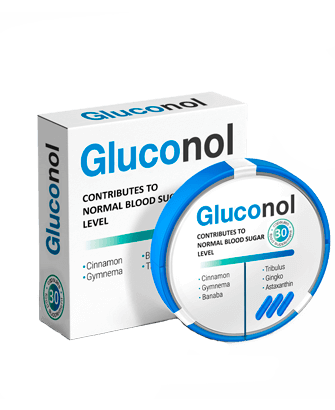 Gluconol
CONTRIBUTES TO
NORMAL BLOOD SUGAR
LEVEL
• Cinnamon
• Gymnema
30
Gluconol
CONTRIBUTES TO
NORMAL BLOOD SUGAR
LEVEL
30
• Cinnamon
• Gymnema
• Banaba
• Tribulus
• Gingko
• Astaxanthin